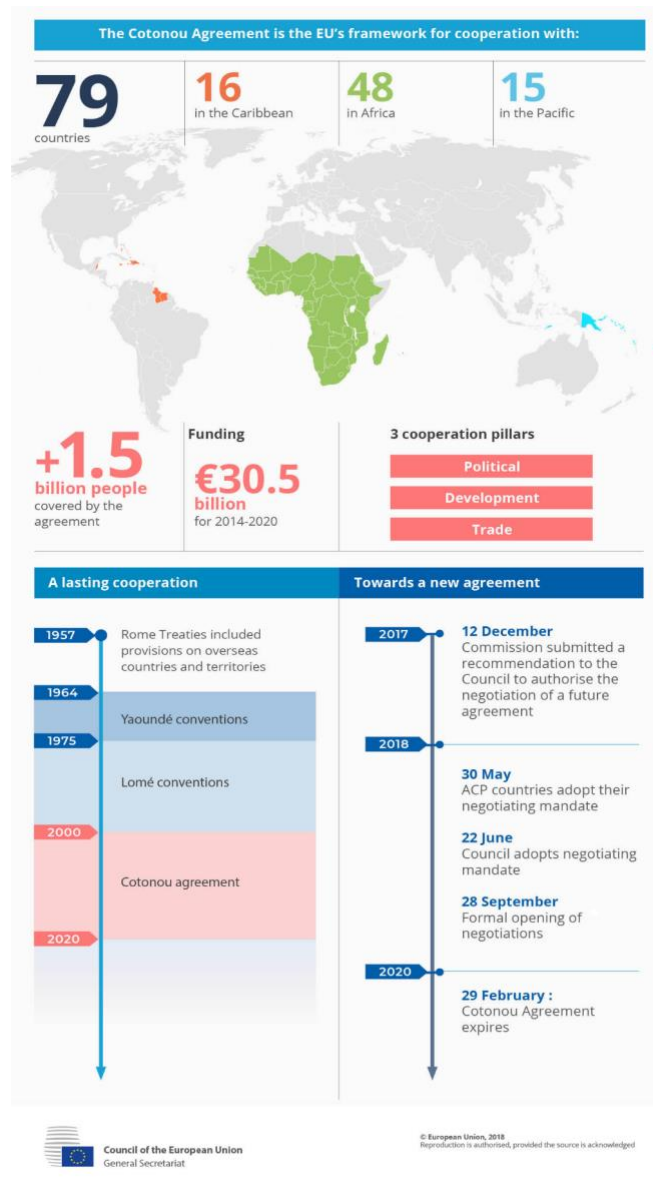 The Cotonou Agreement is the EU's framework for cooperation with:
79
countries
16
in the Caribbean
48
in Africa
15
in the Pacific
+1.5
billion people
covered by the
agreement
Funding
€30.5
billion
for 2014-2020
3 cooperation pillars
Political
Development
Trade
A lasting cooperation
1957
Rome Treaties included
provisions on overseas
countries and territories
1964
Yaoundé conventions
1975
Lomé conventions
2000
Cotonou agreement
2020
Towards a new agreement
2017
12 December
Commission submitted a
recommendation to the
Council to authorise the
negotiation of a future
agreement
2018
30 May
ACP countries adopt their
negotiating mandate
22 June
Council adopts negotiating
mandate
28 September
Formal opening of
negotiations
2020
29 February :
Cotonou Agreement
expires
Council of the European Union
General Secretariat
© European Union, 2018
Reproduction is authorised, provided the source is acknowledged